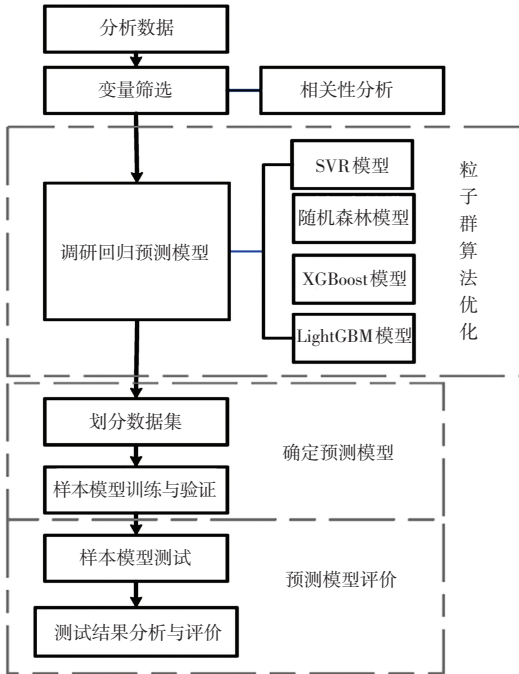 分析数据
变量筛选
相关性分析
调研回归预测模型
SVR模型
随机森林模型
XGBoost模型
LightGBM模型
粒子群算法优化
划分数据集
样本模型训练与验证
确定预测模型
样本模型测试
测试结果分析与评价
预测模型评价